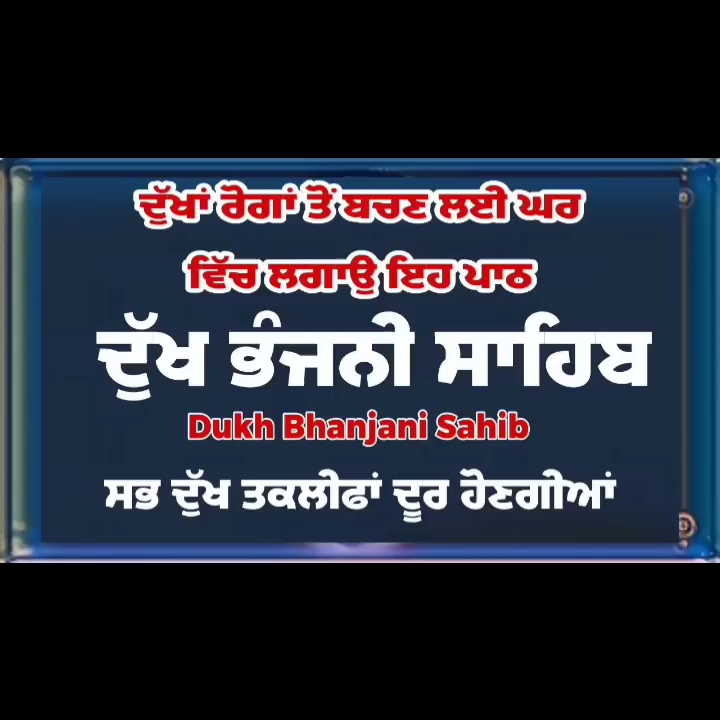 ਦੁੱਖਾਂ ਰੋਗਾਂ ਤੋਂ ਬਚਣ ਲਈ ਘਰ
ਵਿੱਚ ਲਗਾਉ ਇਹ ਪਾਠ
ਦੁੱਖ ਭੰਜਨੀ ਸਾਹਿਬ
Dukh Bhanjani Sahib
ਸਭ ਦੁੱਖ ਤਕਲੀਫਾਂ ਦੂਰ ਹੋਣਗੀਆਂ